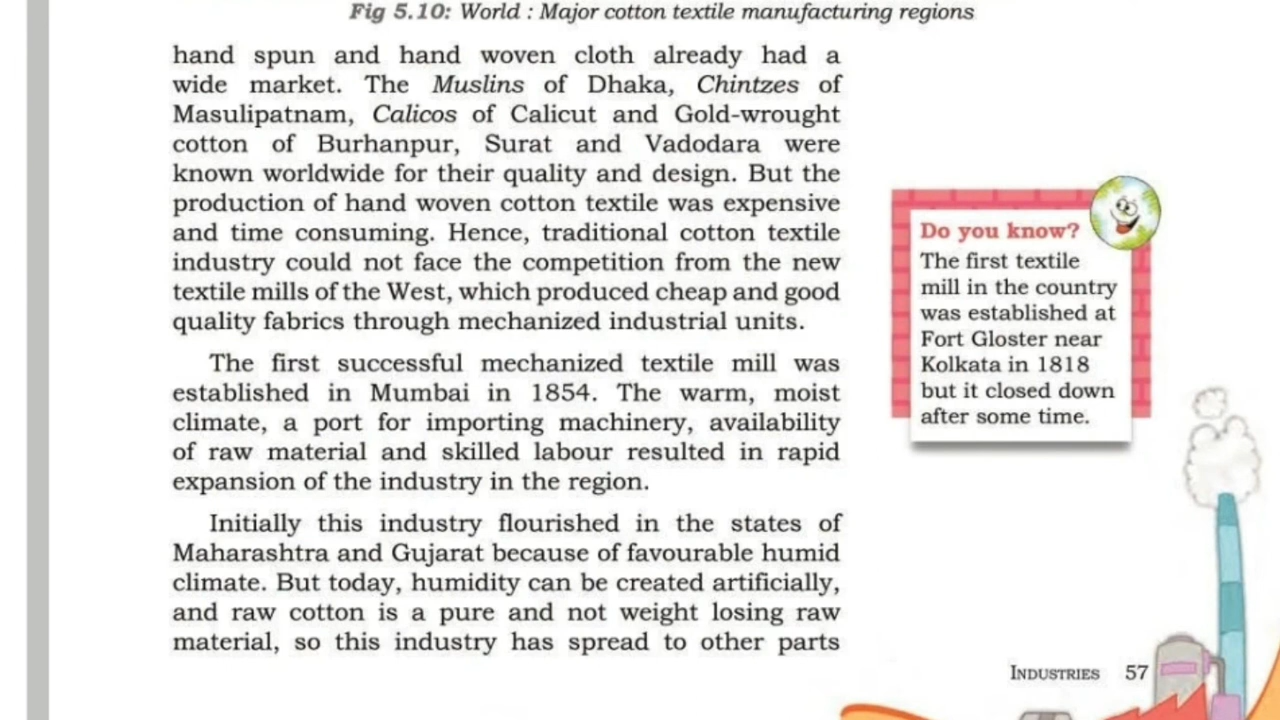 Fig 5.10: World : Major cotton textile manufacturing regions
hand spun and hand woven cloth already had a
wide market. The Muslins of Dhaka, Chintzes of
Masulipatnam, Calicos of Calicut and Gold-wrought
cotton of Burhanpur, Surat and Vadodara were
known worldwide for their quality and design. But the
production of hand woven cotton textile was expensive
and time consuming. Hence, traditional cotton textile
industry could not face the competition from the new
textile mills of the West, which produced cheap and good
quality fabrics through mechanized industrial units.
The first successful mechanized textile mill was
established in Mumbai in 1854. The warm, moist
climate, a port for importing machinery, availability
of raw material and skilled labour resulted in rapid
expansion of the industry in the region.
Initially this industry flourished in the states of
Maharashtra and Gujarat because of favourable humid
climate. But today, humidity can be created artificially,
and raw cotton is a pure and not weight losing raw
material, so this industry has spread to other parts
Do you know?
The first textile
mill in the country
was established at
Fort Gloster near
Kolkata in 1818
but it closed down
after some time.
INDUSTRIES 57